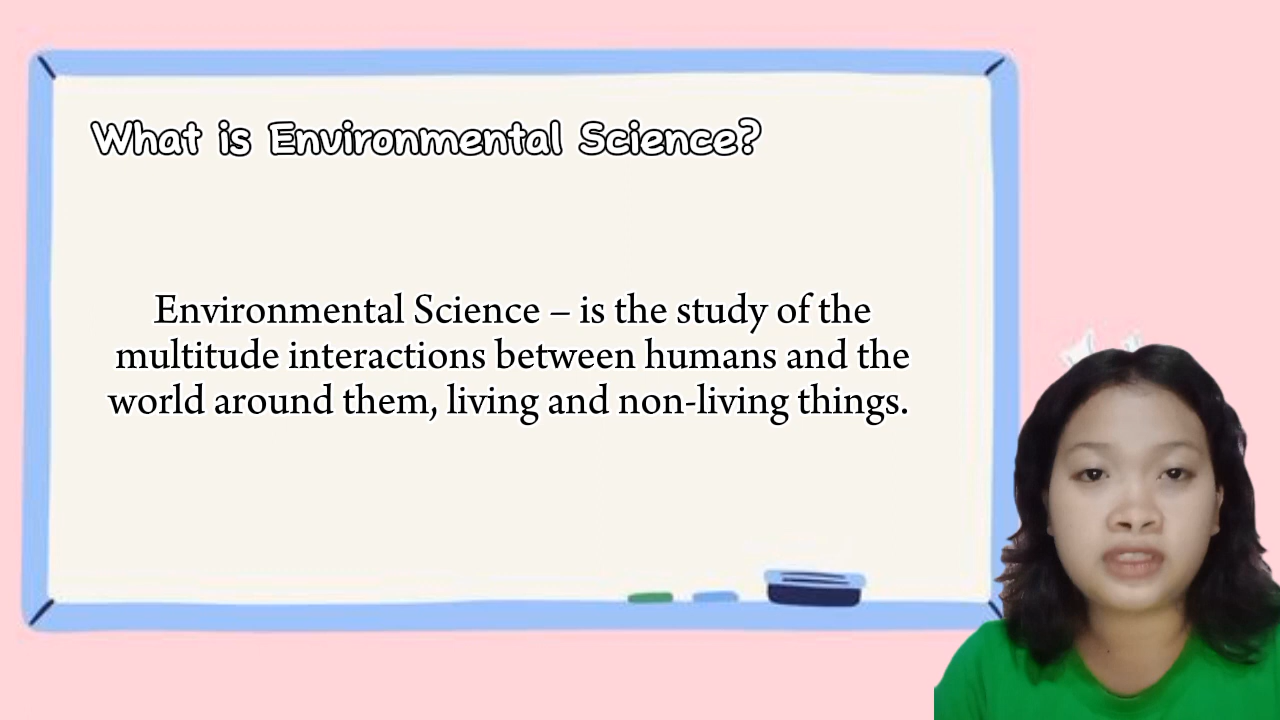 What is Environmental Science?
Environmental Science – is the study of the
multitude interactions between humans and the
world around them, living and non-living things.